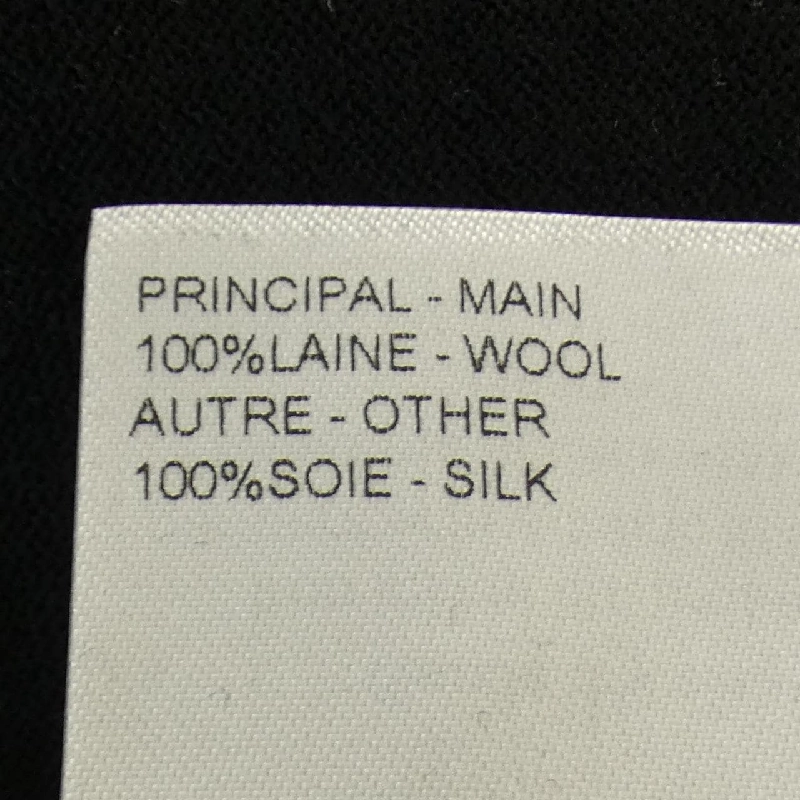 PRINCIPAL - MAIN
100%LAINE - WOOL
AUTRE - OTHER
100%SOIE - SILK